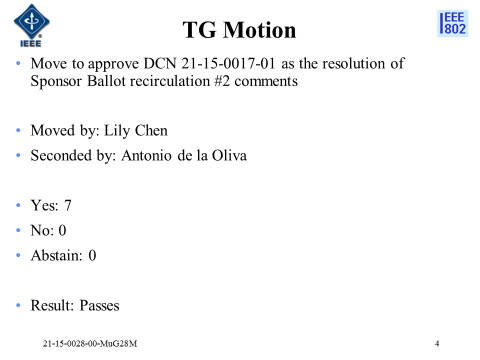 IEEE
TG Motion
IEEE
802
• Move to approve DCN 21-15-0017-01 as the resolution of
Sponsor Ballot recirculation #2 comments
• Moved by: Lily Chen
• Seconded by: Antonio de la Oliva
• Yes: 7
• No: 0
• Abstain: 0
• Result: Passes
21-15-0028-00-MuG28M
4